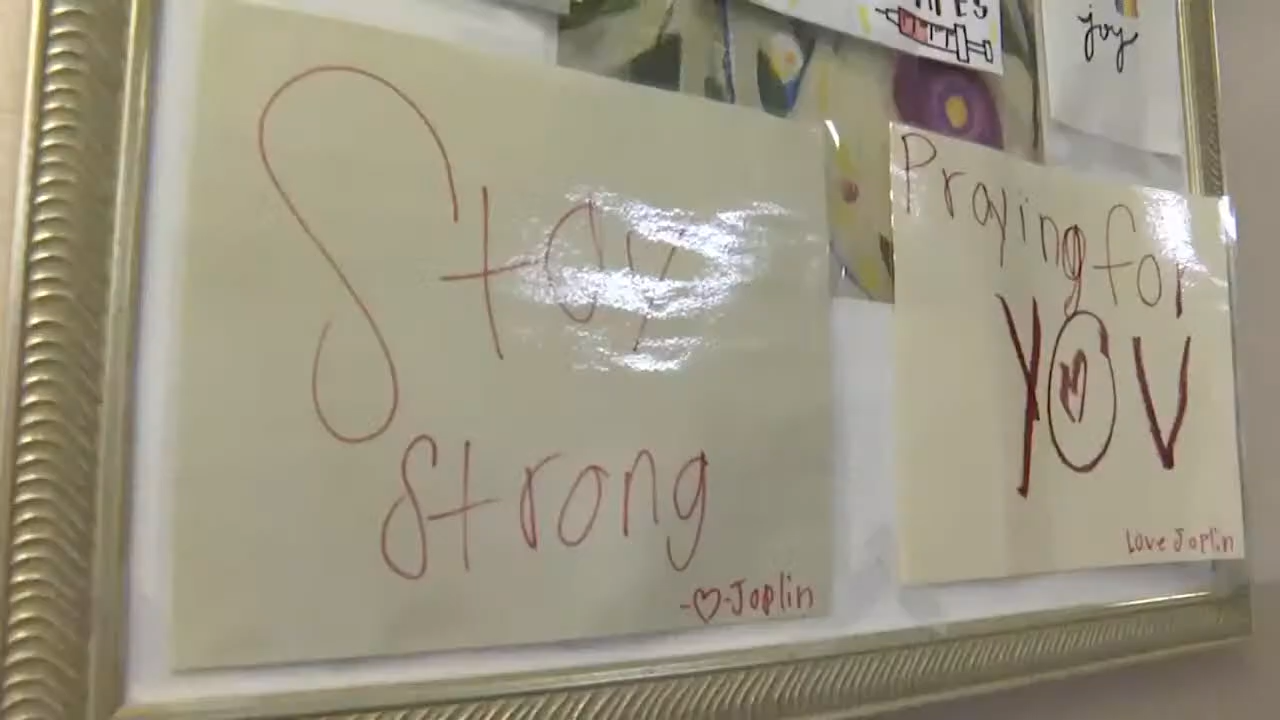 joy
Stay
Strong
-♡-Joplin
Praying for
YOU
Love Joplin